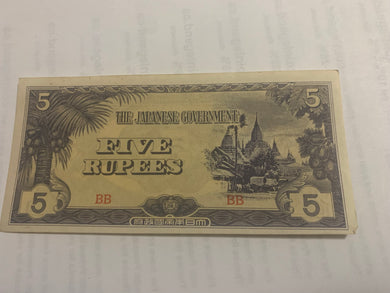 5 5
THE JAPANESE GOVERNMENT
FIVE
RUPEES
BB BB
5 5